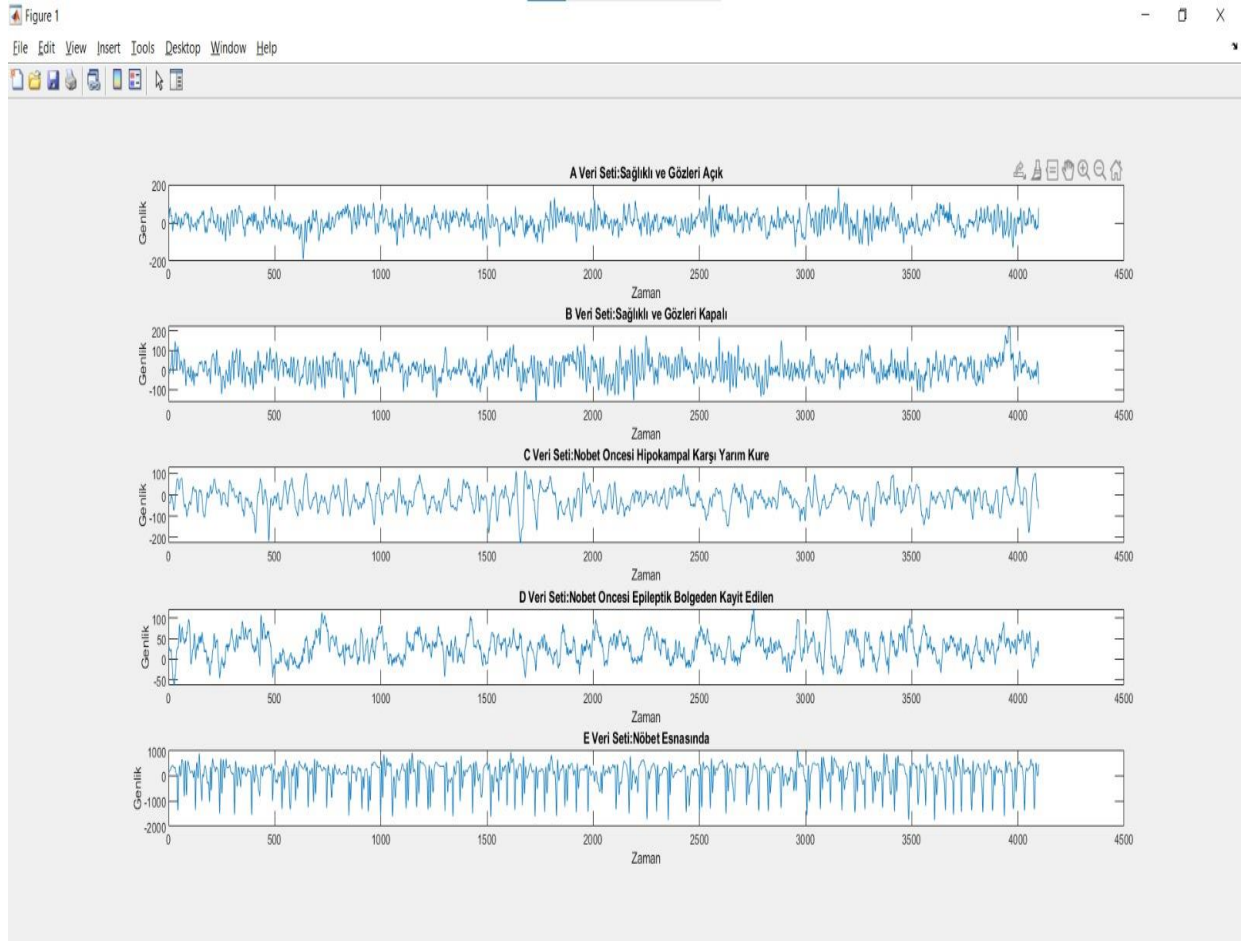 Figure 1
File Edit View Insert Tools Desktop Window Help
A Veri Seti:Sağlıklı ve Gözleri Açık
200
0
-200
Genlik
0 500 1000 1500 2000 2500 3000 3500 4000 4500
Zaman
B Veri Seti:Sağlıklı ve Gözleri Kapalı
200
100
0
-100
Genlik
0 500 1000 1500 2000 2500 3000 3500 4000 4500
Zaman
C Veri Seti:Nobet Oncesi Hipokampal Karşı Yarım Kure
100
0
-100
-200
Genlik
0 500 1000 1500 2000 2500 3000 3500 4000 4500
Zaman
D Veri Seti:Nobet Oncesi Epileptik Bolgeden Kayit Edilen
100
50
0
-50
Genlik
0 500 1000 1500 2000 2500 3000 3500 4000 4500
Zaman
E Veri Seti:Nöbet Esnasında
1000
0
-1000
-2000
Genlik
0 500 1000 1500 2000 2500 3000 3500 4000 4500
Zaman